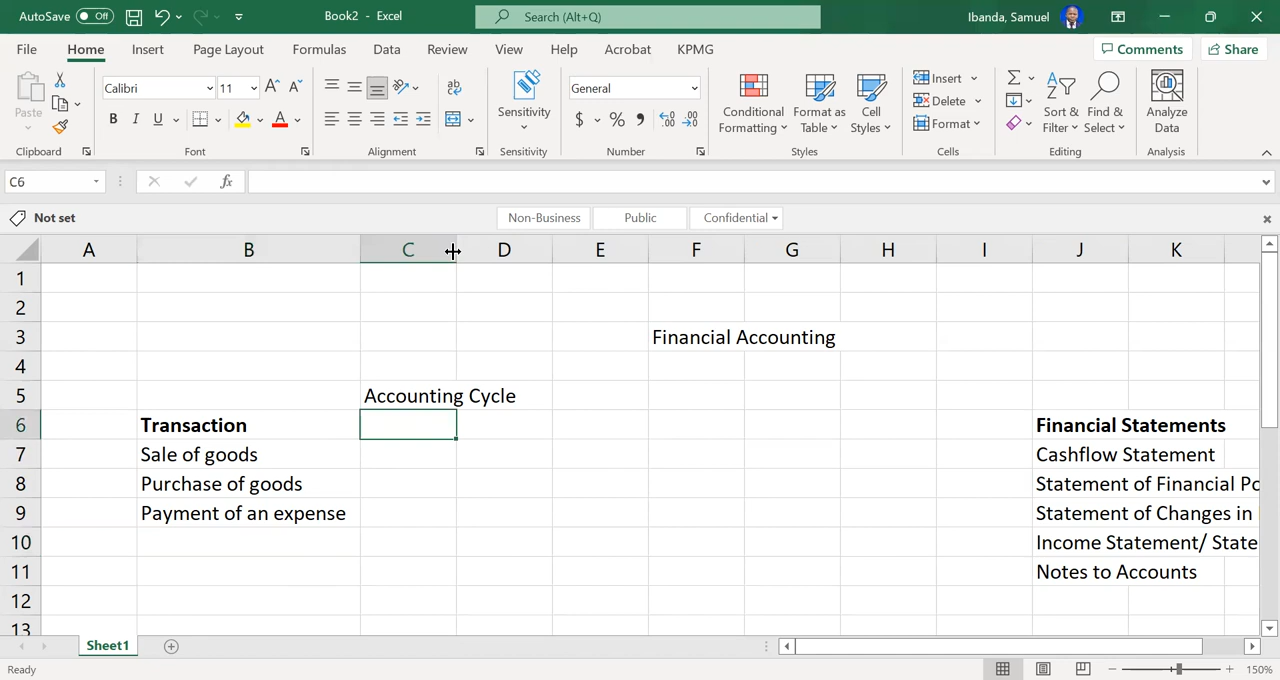 AutoSave Off Book2 - Excel Search (Alt+Q) Ibanda, Samuel
File Home Insert Page Layout Formulas Data Review View Help Acrobat KPMG Comments Share
Paste Calibri 11 General Sensitivity Conditional Formatting Format as Table Cell Styles Insert Delete Format Sort & Filter Find & Select Analyze Data
Clipboard Font Alignment Sensitivity Number Styles Cells Editing Analysis
C6 fx
Not set Non-Business Public Confidential
A B C D E F G H I J K
1
2
3 Financial Accounting
4
5 Accounting Cycle
6 Transaction Financial Statements
7 Sale of goods Cashflow Statement
8 Purchase of goods Statement of Financial Po
9 Payment of an expense Statement of Changes in
10 Income Statement/ State
11 Notes to Accounts
12
13
Sheet1
Ready 150%